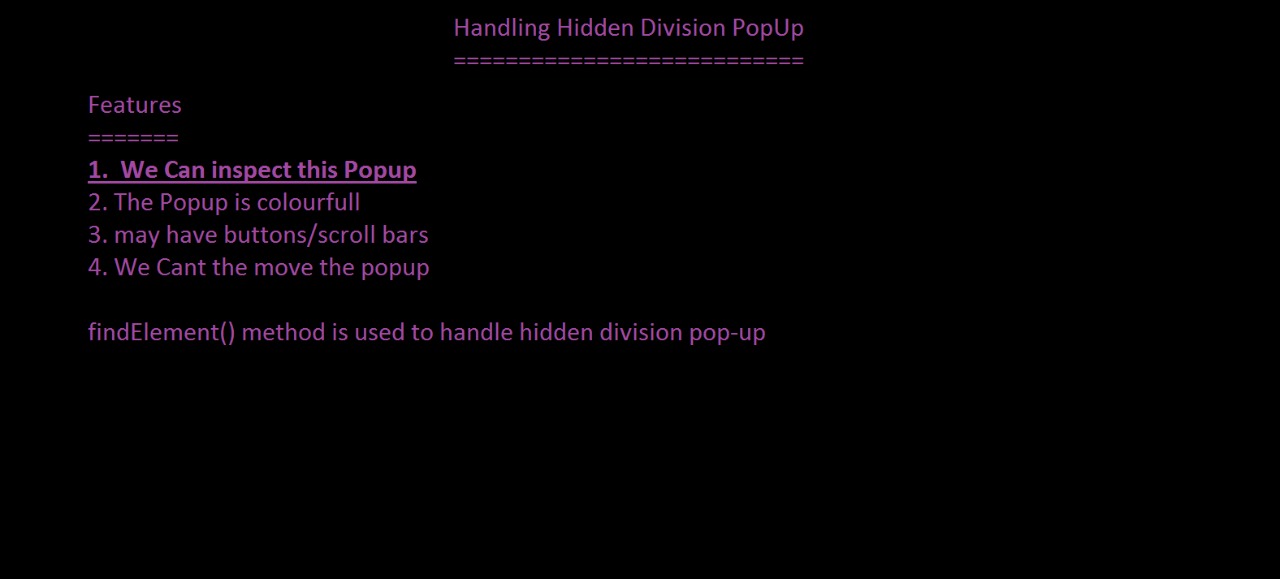 Handling Hidden Division PopUp
===========================
Features
=======
1.  We Can inspect this Popup
2. The Popup is colourfull
3. may have buttons/scroll bars
4. We Cant the move the popup
findElement() method is used to handle hidden division pop-up